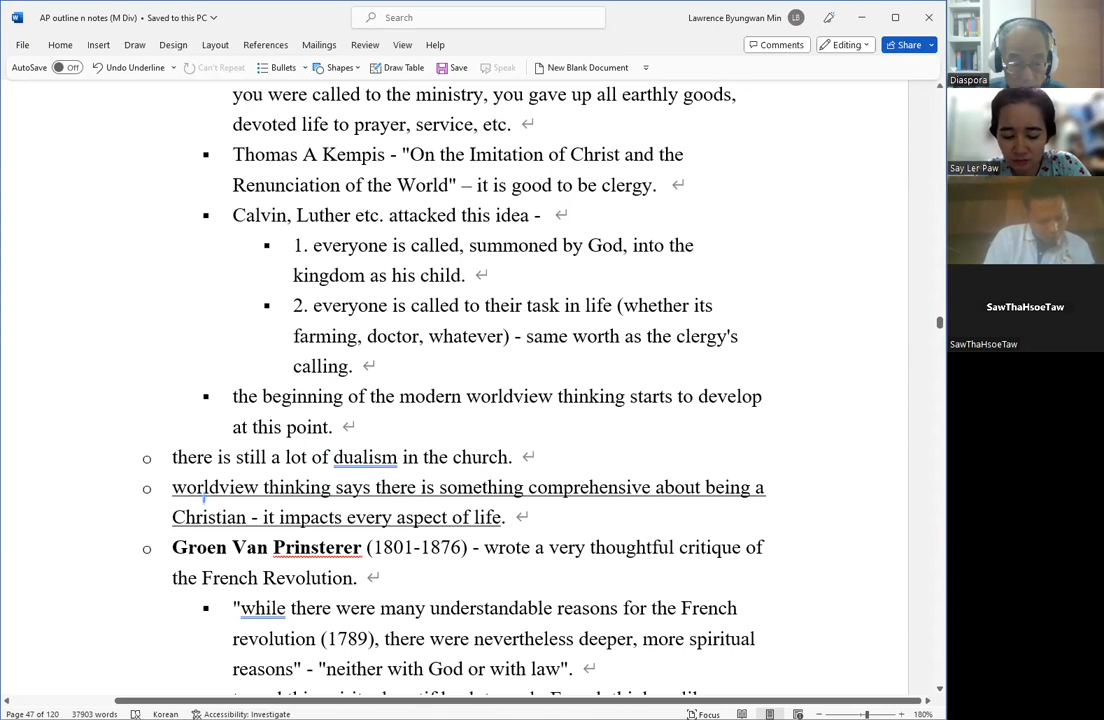 AP outline n notes (M Div) • Saved to this PC
Search
Lawrence Byungwan Min
LB
File Home Insert Draw Design Layout References Mailings Review View Help
Comments Editing Share
AutoSave Off Undo Underline Can't Repeat Bullets Shapes Draw Table Save Speak New Blank Document
you were called to the ministry, you gave up all earthly goods,
devoted life to prayer, service, etc.
Thomas A Kempis - "On the Imitation of Christ and the
Renunciation of the World" – it is good to be clergy.
Calvin, Luther etc. attacked this idea -
1. everyone is called, summoned by God, into the
kingdom as his child.
2. everyone is called to their task in life (whether its
farming, doctor, whatever) - same worth as the clergy's
calling.
the beginning of the modern worldview thinking starts to develop
at this point.
there is still a lot of dualism in the church.
worldview thinking says there is something comprehensive about being a
Christian - it impacts every aspect of life.
Groen Van Prinsterer (1801-1876) - wrote a very thoughtful critique of
the French Revolution.
"while there were many understandable reasons for the French
revolution (1789), there were nevertheless deeper, more spiritual
reasons" - "neither with God or with law".
Page 47 of 120 37903 words Korean Accessibility: Investigate Focus 180%
Diaspora
Say Ler Paw
SawThaHsoeTaw
SawThaHsoeTaw